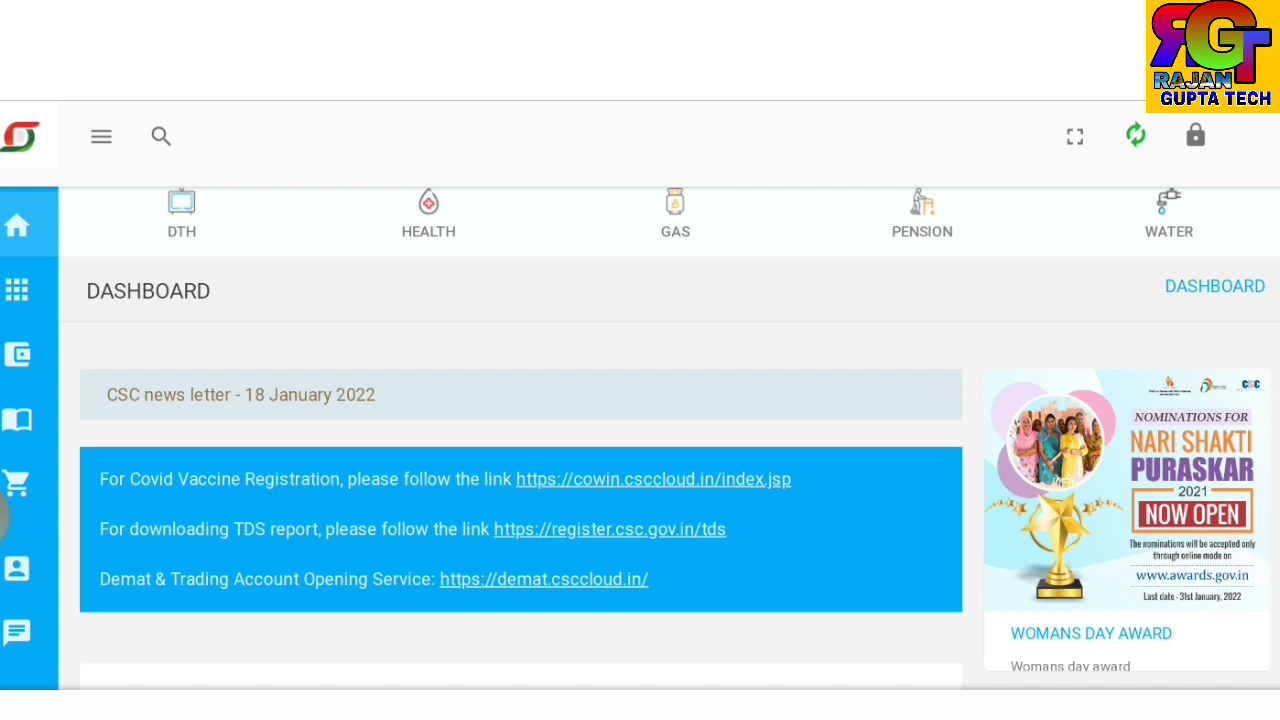 RGT
RAJAN
GUPTA TECH
DTH
HEALTH
GAS
PENSION
WATER
DASHBOARD
DASHBOARD
CSC news letter - 18 January 2022
For Covid Vaccine Registration, please follow the link https://cowin.csccloud.in/index.jsp
For downloading TDS report, please follow the link https://register.csc.gov.in/tds
Demat & Trading Account Opening Service: https://demat.csccloud.in/
CSC
NOMINATIONS FOR
NARI SHAKTI
PURASKAR
2021
NOW OPEN
The nominations will be accepted only
through online mode on
www.awards.gov.in
Last date - 31st January, 2022
WOMANS DAY AWARD
Womans day award